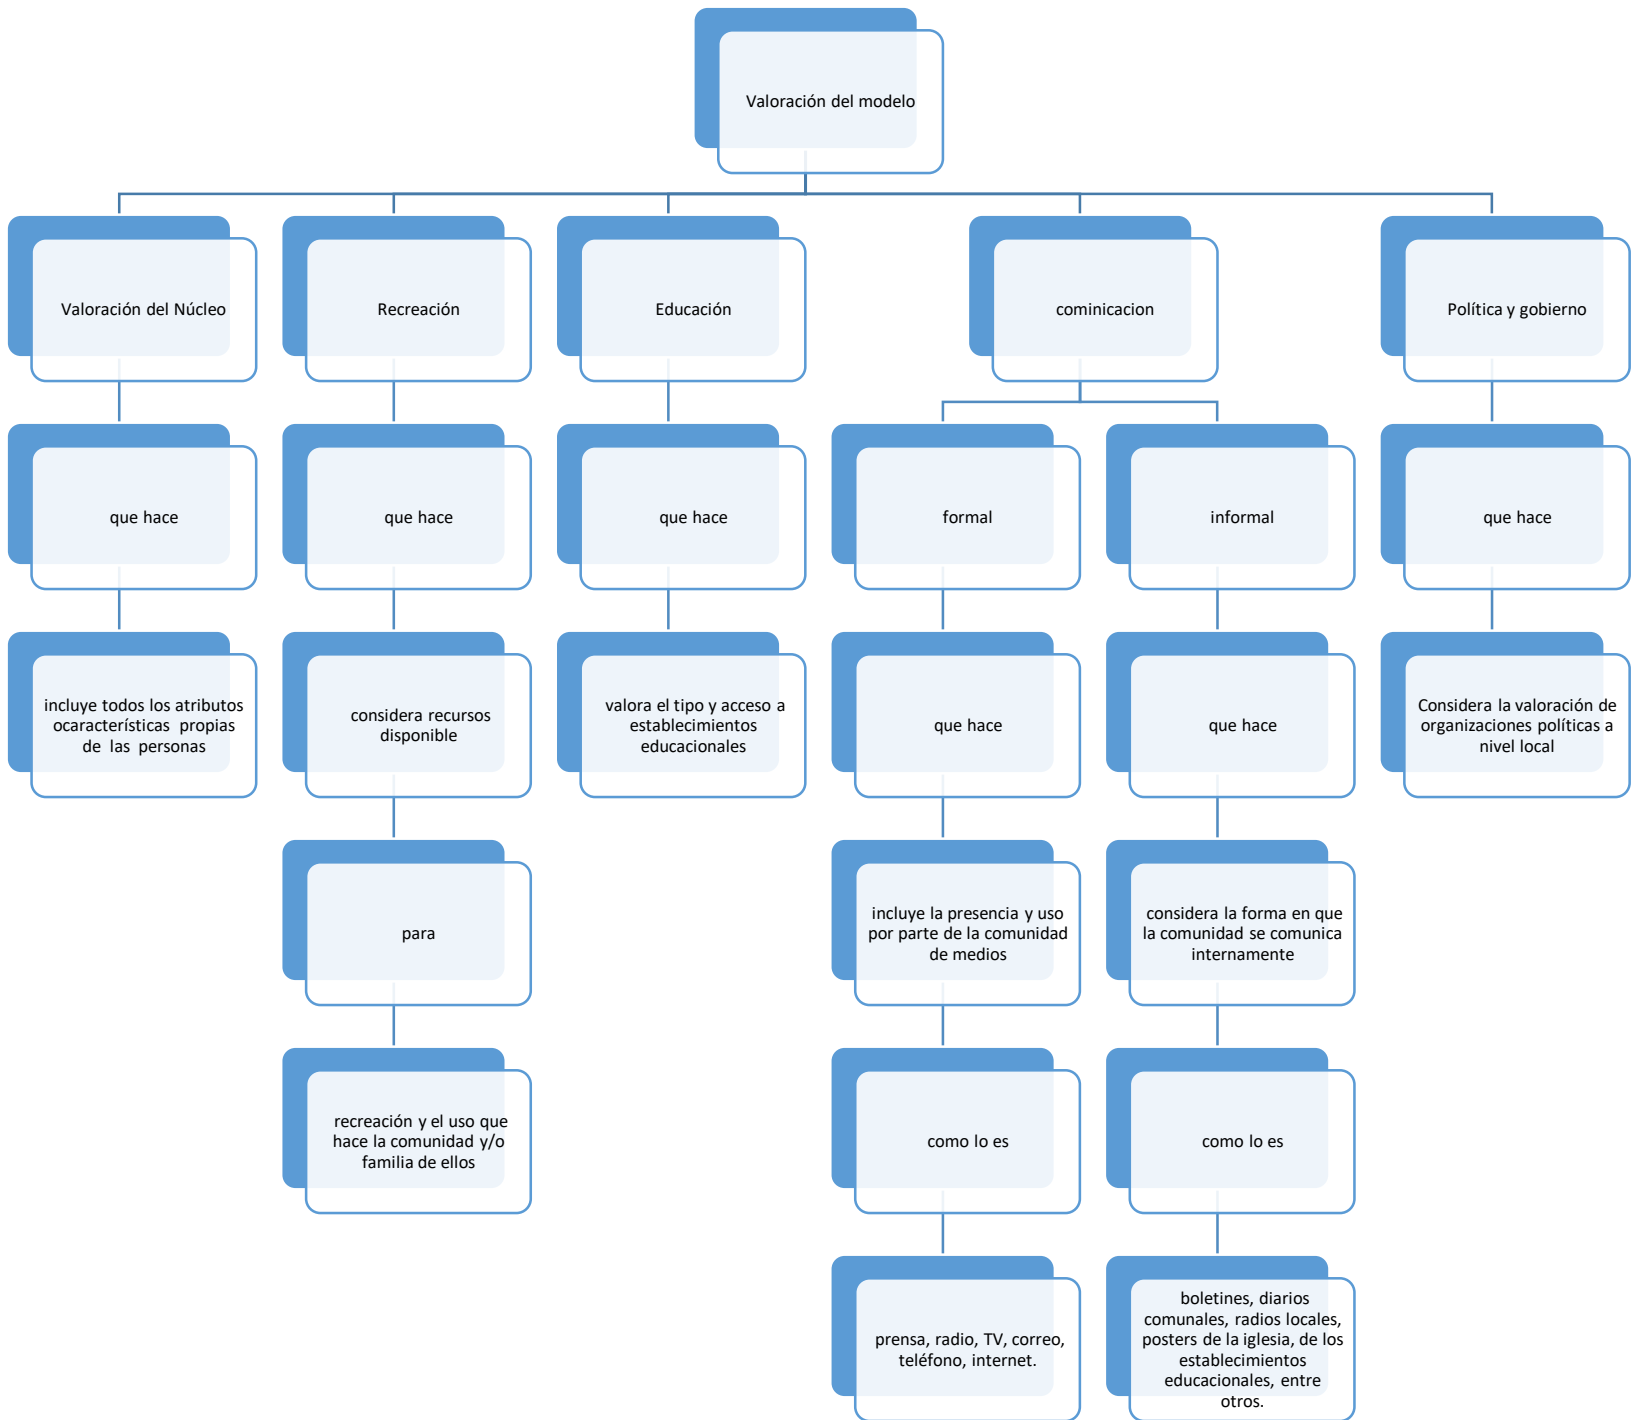 Valoración del modelo
Valoración del Núcleo
Recreación
Educación
cominicacion
Política y gobierno
que hace
que hace
que hace
formal
informal
que hace
incluye todos los atributos
ocaracterísticas propias
de las personas
considera recursos
disponible
valora el tipo y acceso a
establecimientos
educacionales
que hace
que hace
Considera la valoración de
organizaciones políticas a
nivel local
para
incluye la presencia y uso
por parte de la comunidad
de medios
considera la forma en que
la comunidad se comunica
internamente
recreación y el uso que
hace la comunidad y/o
familia de ellos
como lo es
como lo es
prensa, radio, TV, correo,
teléfono, internet.
boletines, diarios
comunales, radios locales,
posters de la iglesia, de los
establecimientos
educacionales, entre
otros.